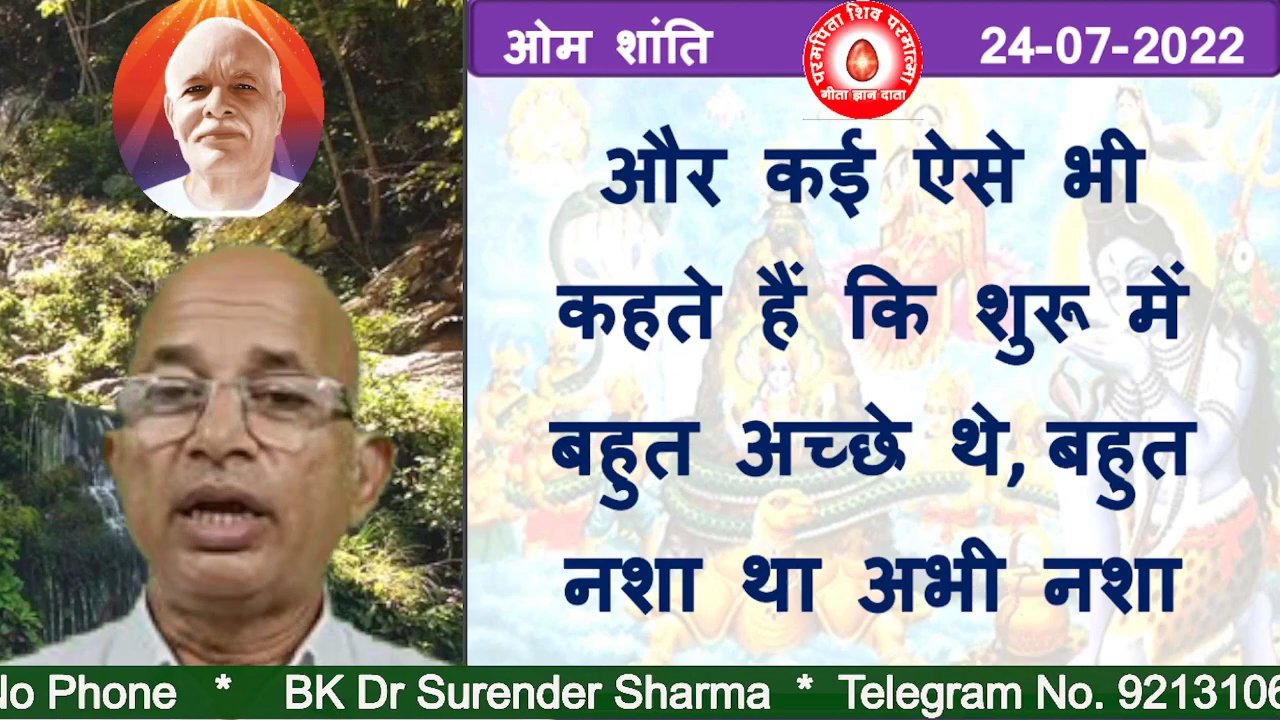 ओम शांति
परमपिता शिव परमात्मा
गीता ज्ञान दाता
24-07-2022
और कई ऐसे भी
कहते हैं कि शुरू में
बहुत अच्छे थे, बहुत
नशा था अभी नशा
No Phone * BK Dr Surender Sharma * Telegram No. 9213106